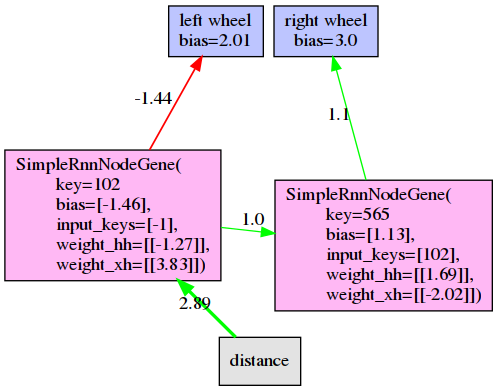 left wheel
bias=2.01
right wheel
bias=3.0
-1.44
1.1
SimpleRnnNodeGene(
key=102
bias=[-1.46],
input_keys=[-1],
weight_hh=[[-1.27]],
weight_xh=[[3.83]])
1.0
SimpleRnnNodeGene(
key=565
bias=[1.13],
input_keys=[102],
weight_hh=[[1.69]],
weight_xh=[[-2.02]])
2.89
distance